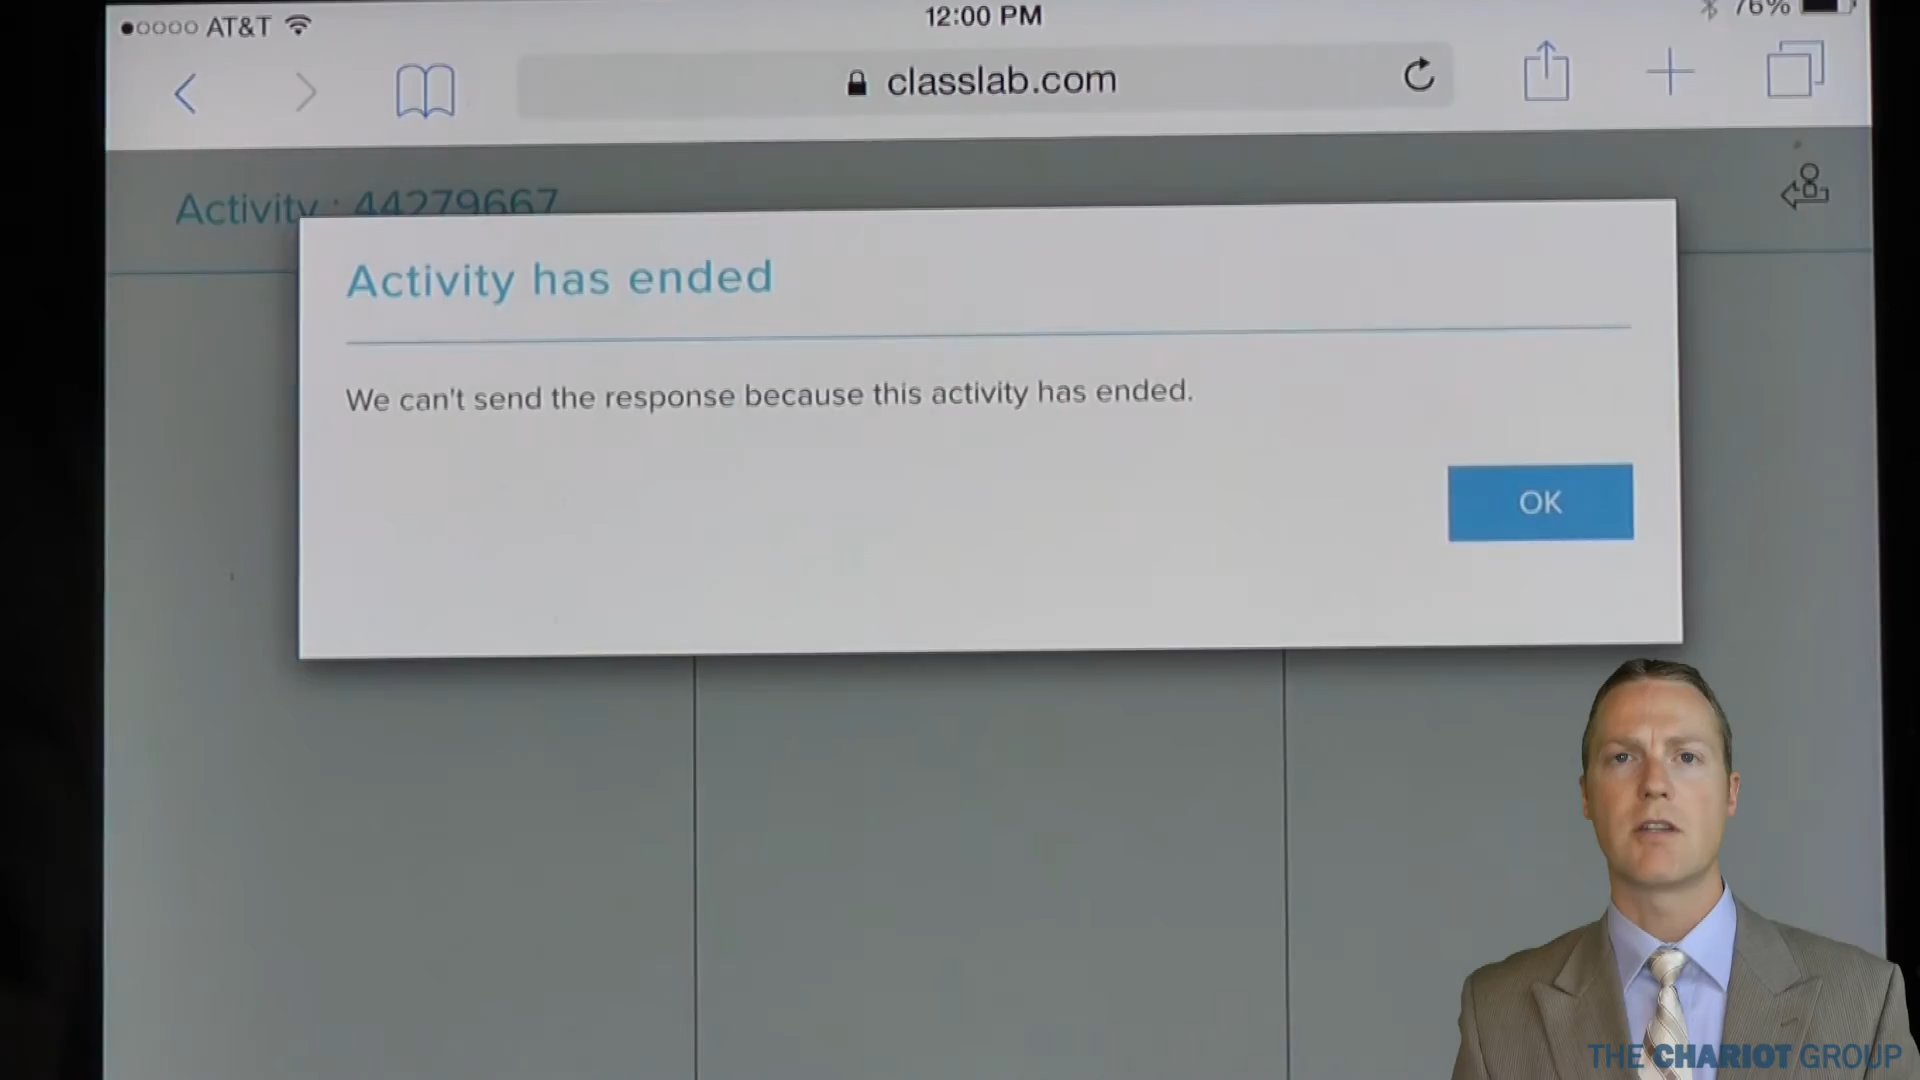 AT&T
12:00 PM
76%
classlab.com
Activity : 44279667
Activity has ended
We can't send the response because this activity has ended.
OK
THE CHARIOT GROUP